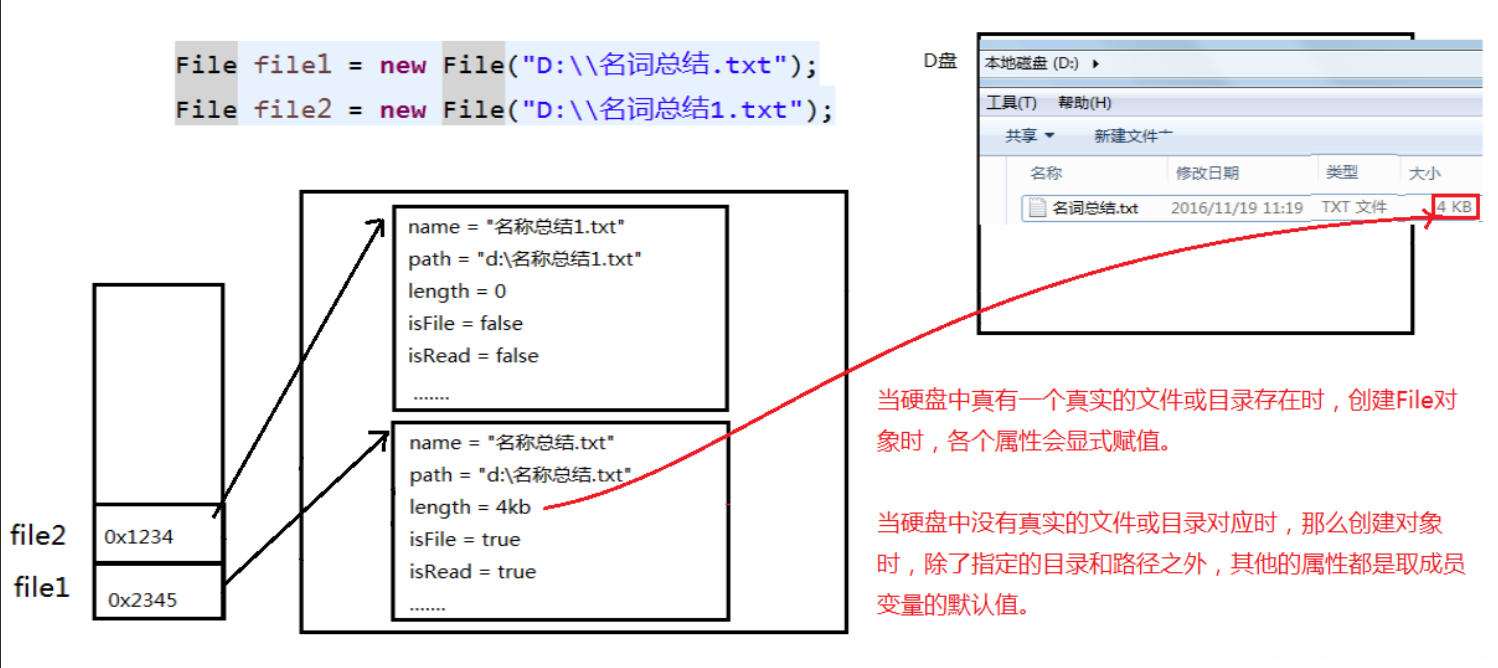 File file1 = new File("D:\\名词总结.txt");
File file2 = new File("D:\\名词总结1.txt");
D盘
本地磁盘 (D:)
工具(T) 帮助(H)
共享 新建文件
名称 修改日期 类型 大小
名词总结.txt 2016/11/19 11:19 TXT 文件 4 KB
name = "名称总结1.txt"
path = "d:\名称总结1.txt"
length = 0
isFile = false
isRead = false
.......
name = "名称总结.txt"
path = "d:\名称总结.txt"
length = 4kb
isFile = true
isRead = true
.......
file2 0x1234
file1 0x2345
当硬盘中真有一个真实的文件或目录存在时，创建File对
象时，各个属性会显式赋值。
当硬盘中没有真实的文件或目录对应时，那么创建对象
时，除了指定的目录和路径之外，其他的属性都是取成员
变量的默认值。